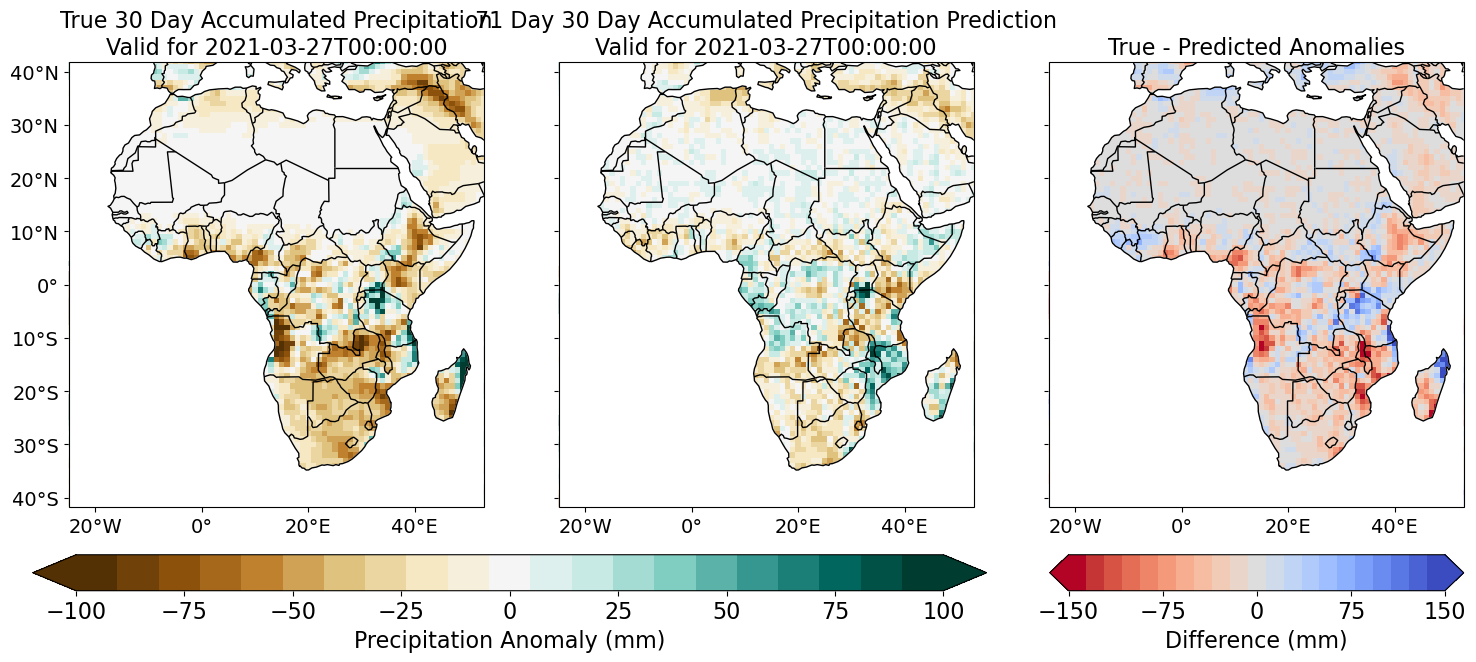 True 30 Day Accumulated Precipitation
Valid for 2021-03-27T00:00:00
71 Day 30 Day Accumulated Precipitation Prediction
Valid for 2021-03-27T00:00:00
True - Predicted Anomalies
40°N
30°N
20°N
10°N
0°
10°S
20°S
30°S
40°S
20°W 0° 20°E 40°E
20°W 0° 20°E 40°E
20°W 0° 20°E 40°E
−100 −75 −50 −25 0 25 50 75 100
Precipitation Anomaly (mm)
−150 −75 0 75 150
Difference (mm)